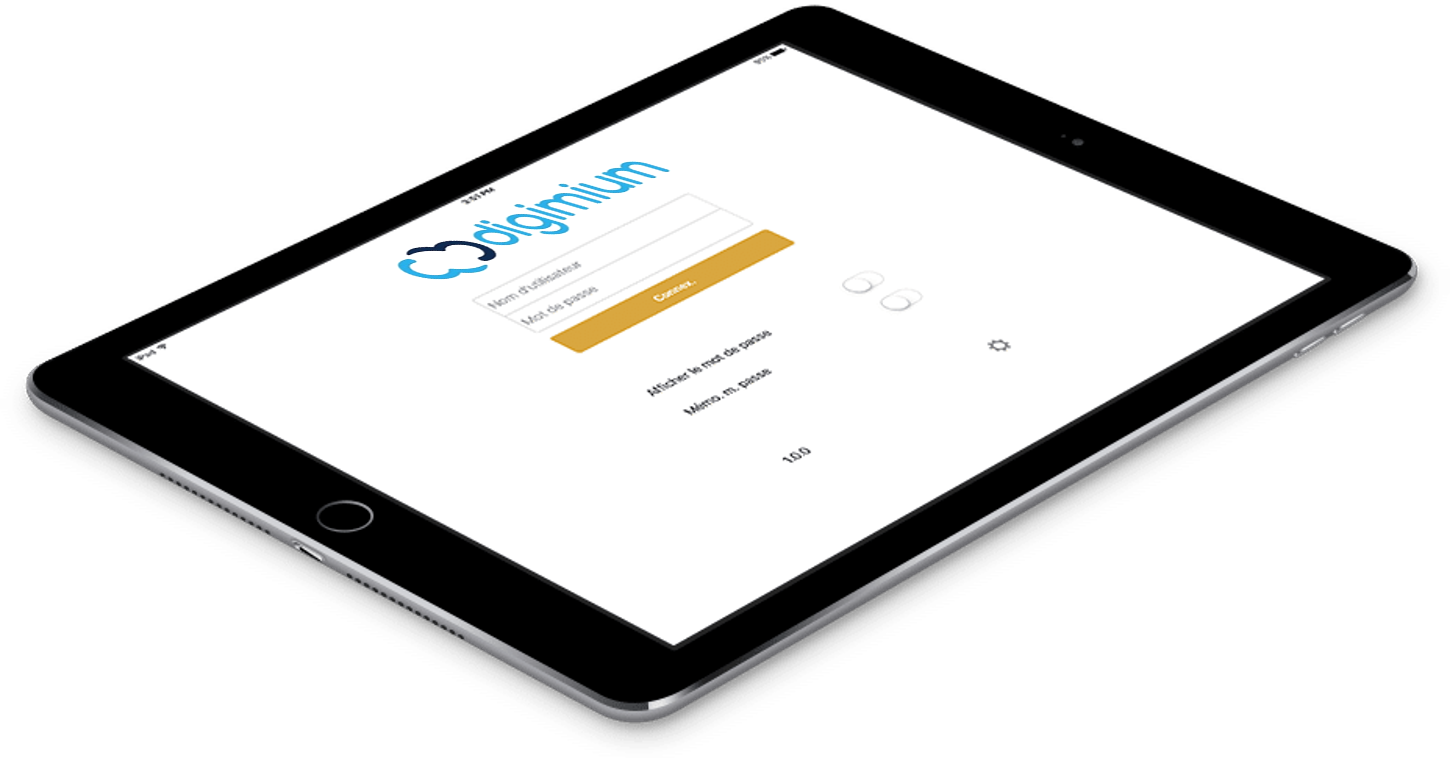 iPad
3:51 PM
95%
digimium
Nom d'utilisateur
Mot de passe
Connex.
Afficher le mot de passe
Mémo. m. passe
1.0.0